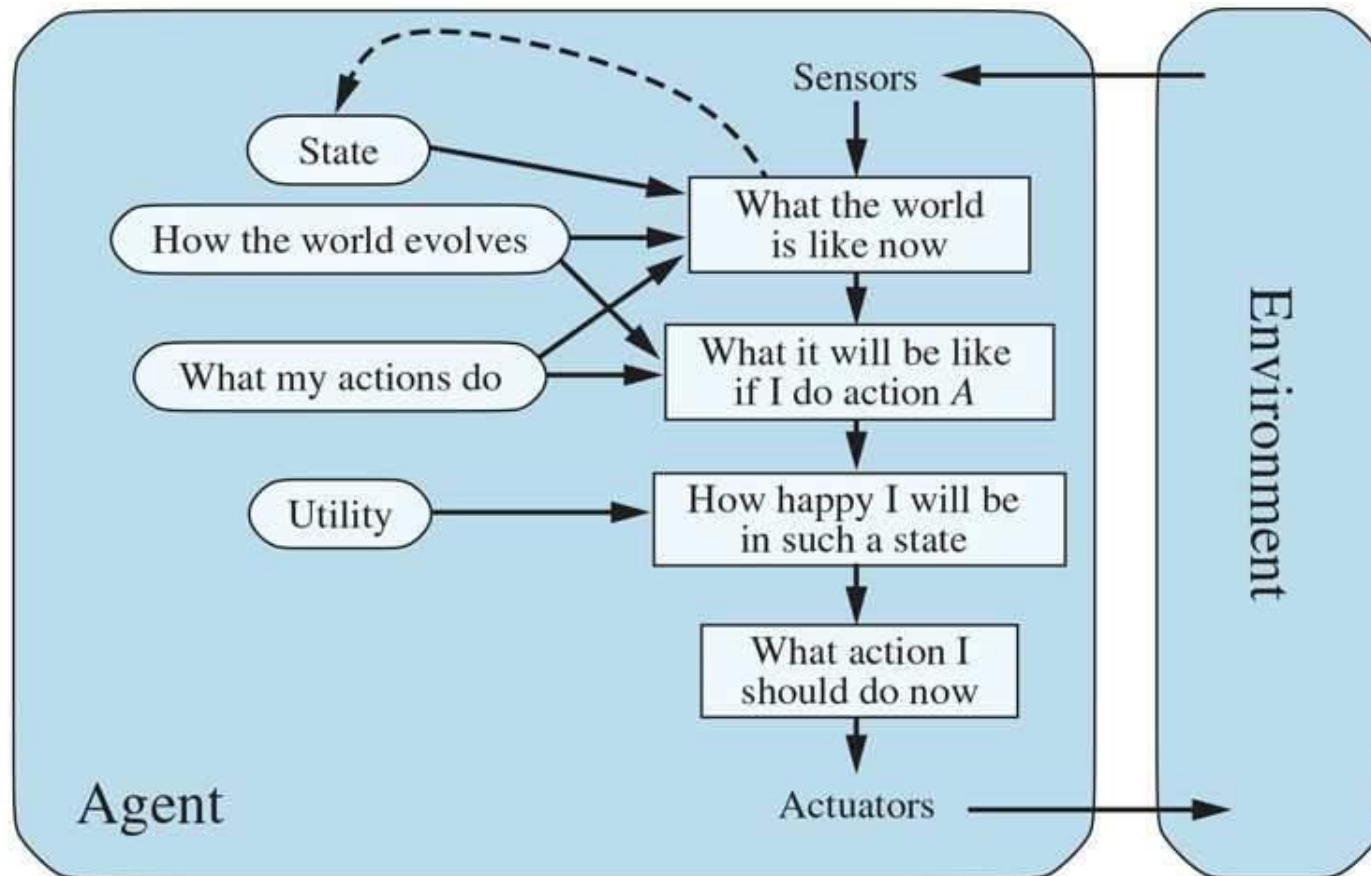 Sensors
State
What the world
is like now
How the world evolves
What it will be like
if I do action A
What my actions do
How happy I will be
in such a state
Utility
What action I
should do now
Agent
Actuators
Environment